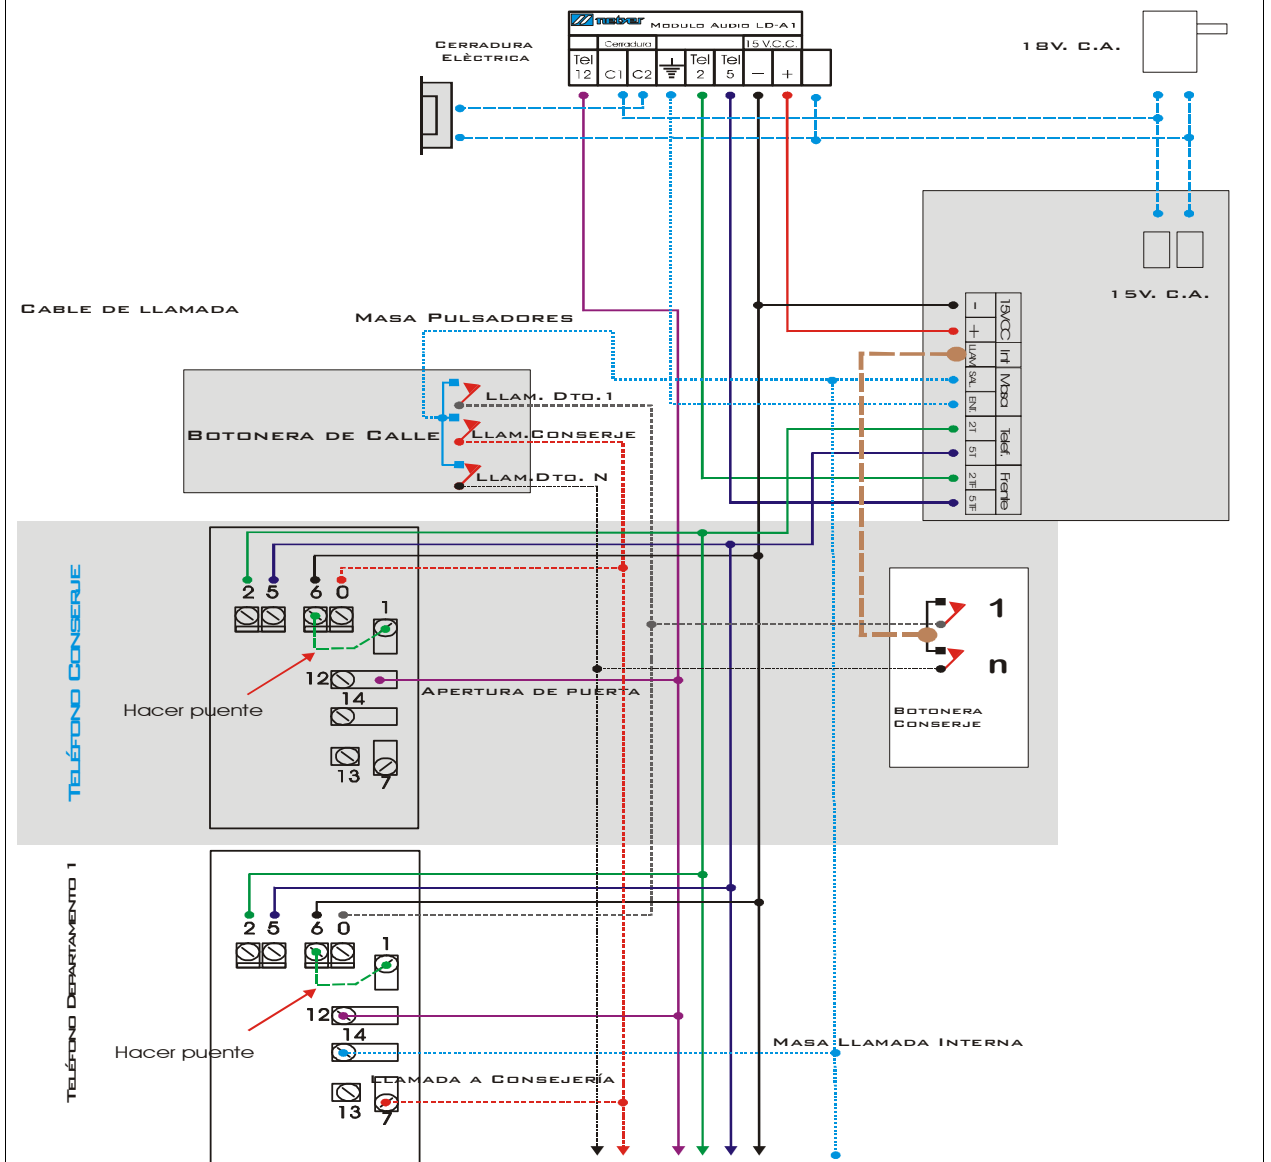 neber MODULO AUDIO LD-A1
Cerradura 15 V.C.C.
Tel 12 C1 C2 Tel 2 Tel 5 − +
CERRADURA
ELÈCTRICA
18V. C.A.
15V. C.A.
CABLE DE LLAMADA
MASA PULSADORES
- + LLAM SAL ENT. 2T 5T 2TF 5TF
15VCC Int Masa Telef. Frente
BOTONERA DE CALLE
LLAM. DTO.1
LLAM.CONSERJE
LLAM.DTO. N
TELÉFONO CONSERJE
2 5 6 0
1
12
14
13
7
Hacer puente
APERTURA DE PUERTA
1
n
BOTONERA
CONSERJE
TELÉFONO DEPARTAMENTO 1
2 5 6 0
1
12
14
13
7
Hacer puente
MASA LLAMADA INTERNA
LLAMADA A CONSEJERÍA